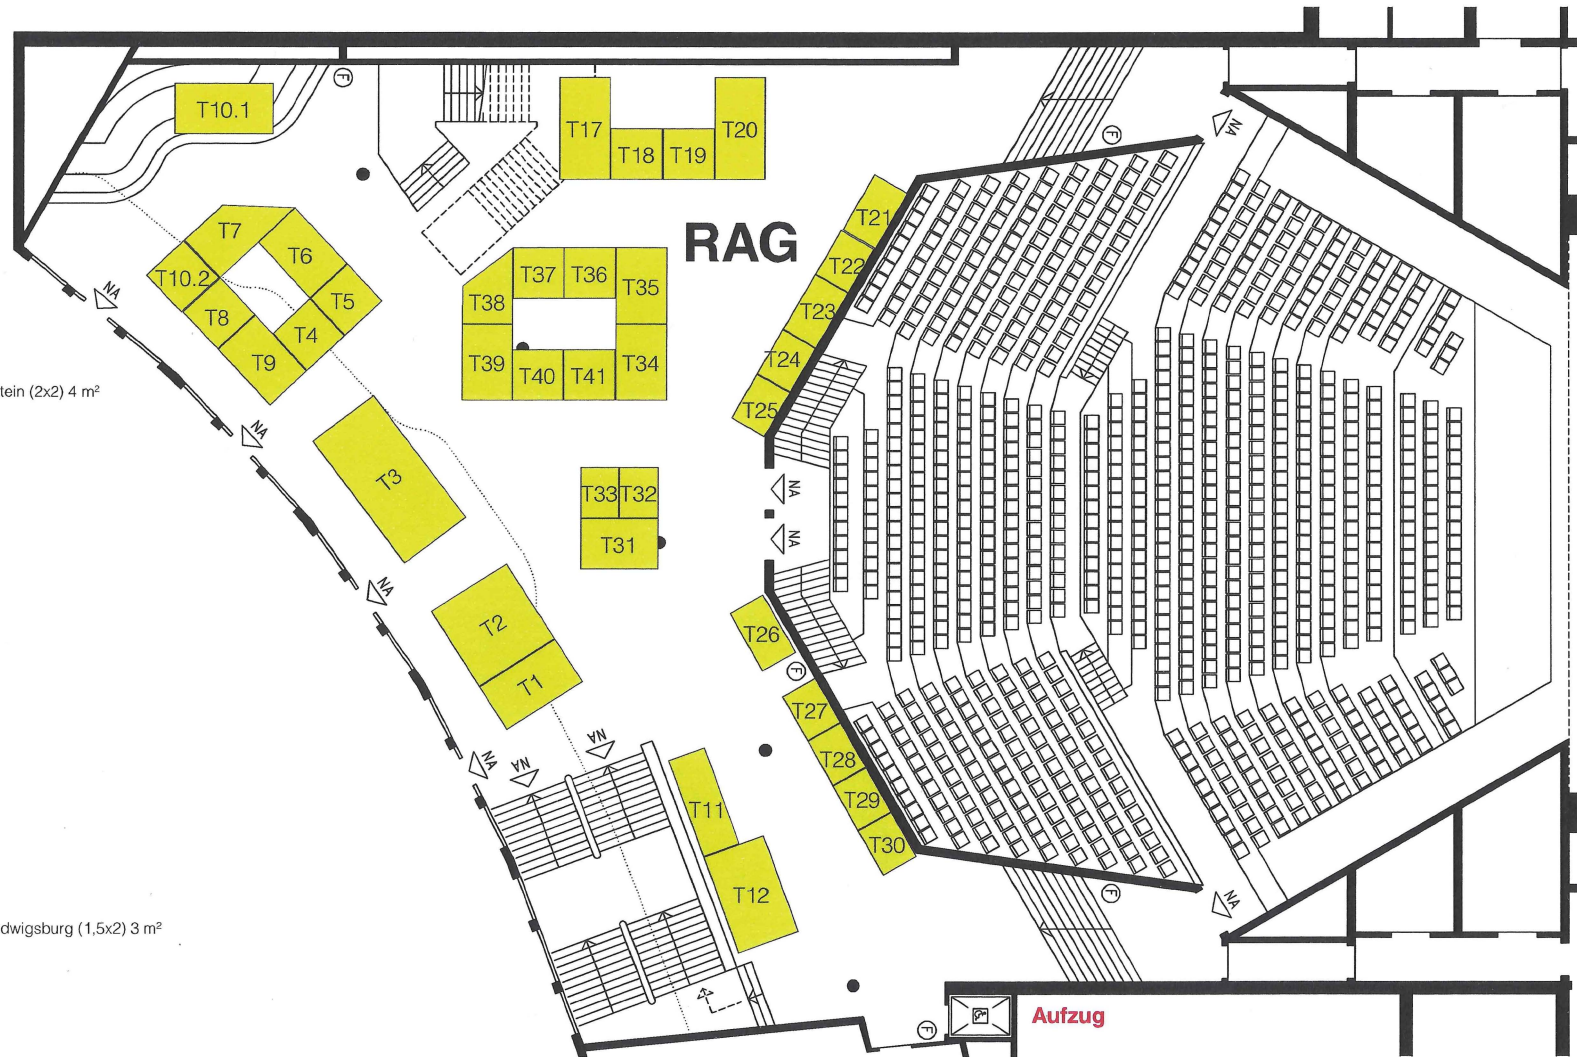 T10.1
F
T17
T18
T19
T20
F
NA
RAG
T21
T7
T6
T10.2
T5
T8
T4
T9
NA
T37
T36
T35
T38
T39
T40
T41
T34
T22
T23
T24
T25
tein (2x2) 4 m²
NA
T3
T33
T32
T31
NA
NA
NA
T2
T1
T26
F
T27
T28
T29
T30
NA
NA
NA
T11
T12
F
NA
dwigsburg (1,5x2) 3 m²
F
Aufzug